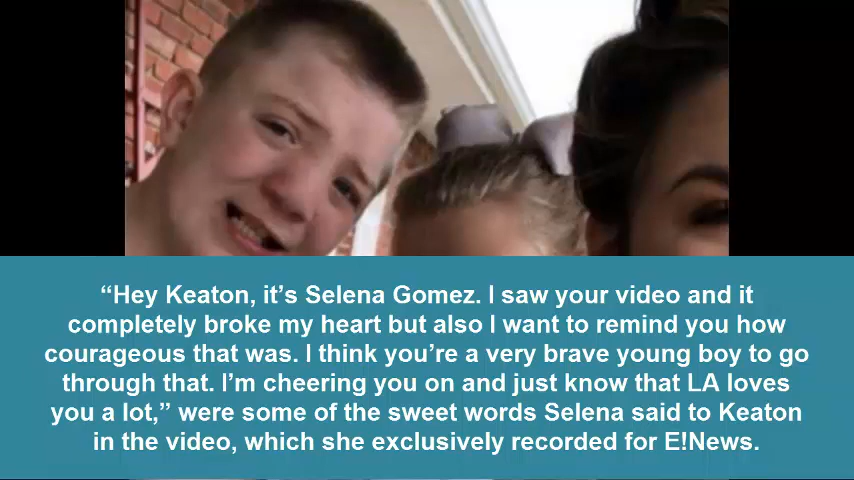 “Hey Keaton, it’s Selena Gomez. I saw your video and it
completely broke my heart but also I want to remind you how
courageous that was. I think you’re a very brave young boy to go
through that. I’m cheering you on and just know that LA loves
you a lot,” were some of the sweet words Selena said to Keaton
in the video, which she exclusively recorded for E!News.